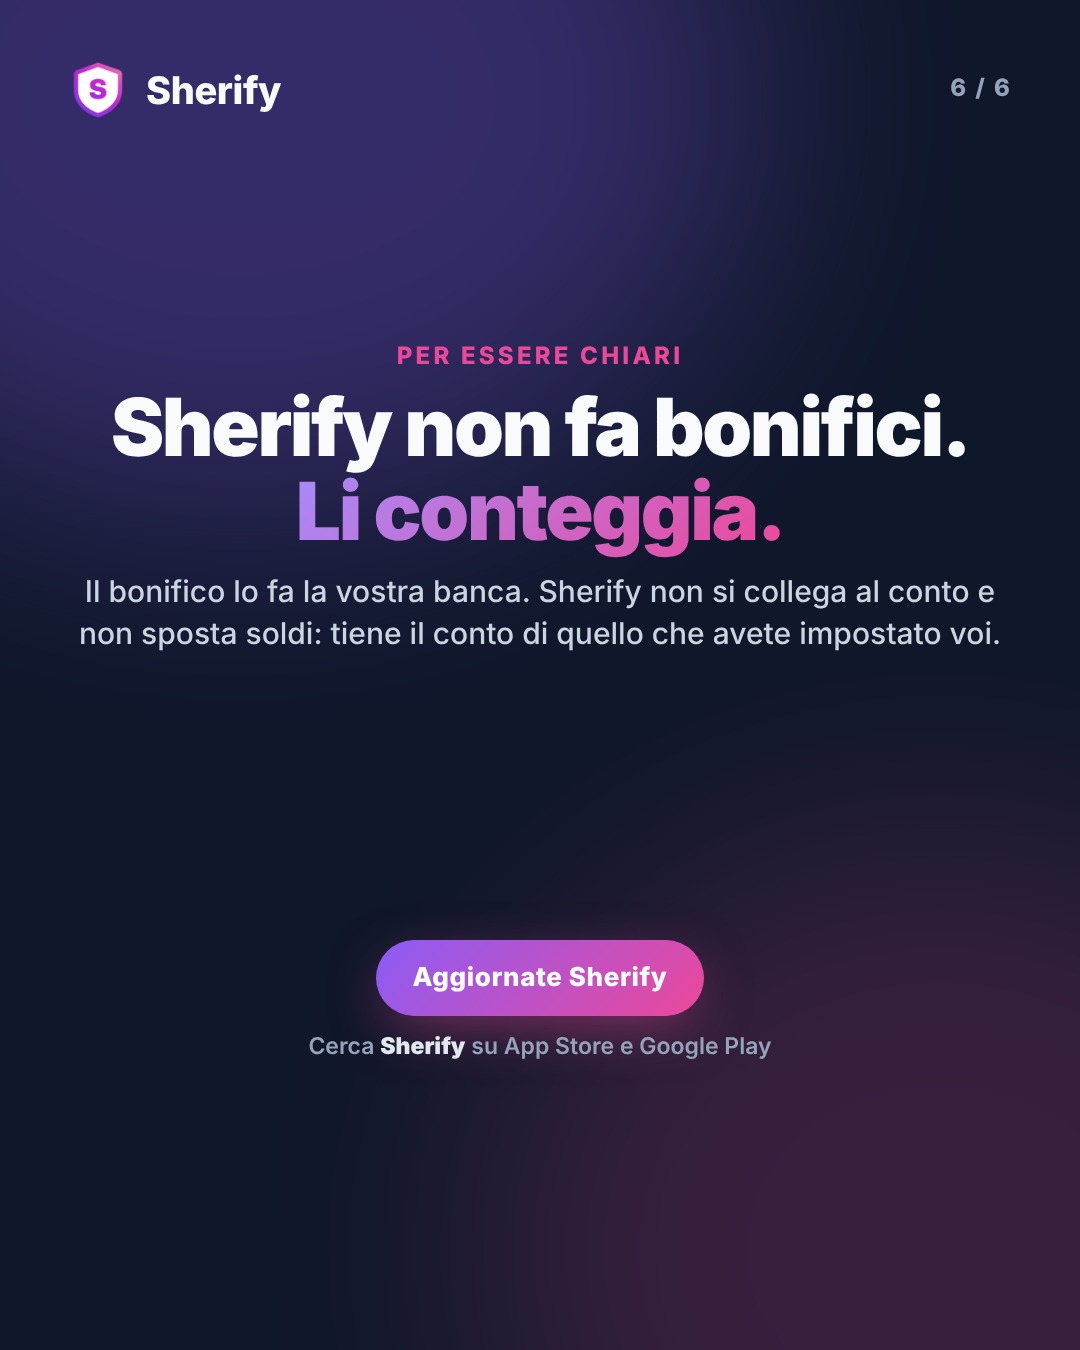 S
Sherify
6 / 6
PER ESSERE CHIARI
Sherify non fa bonifici.
Li conteggia.
Il bonifico lo fa la vostra banca. Sherify non si collega al conto e
non sposta soldi: tiene il conto di quello che avete impostato voi.
Aggiornate Sherify
Cerca Sherify su App Store e Google Play